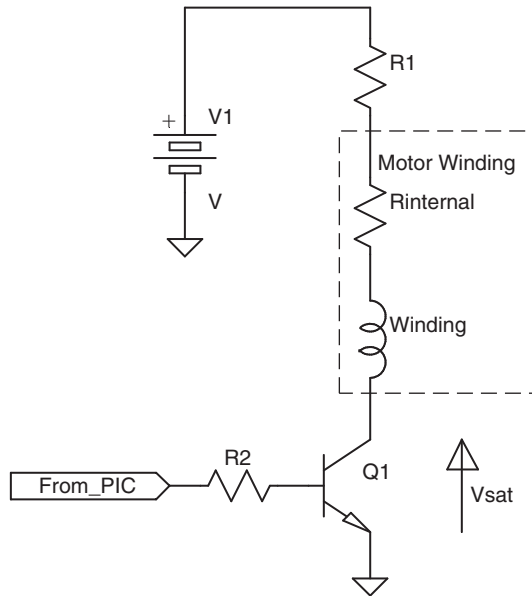 R1
+ V1
Motor Winding
V
Rinternal
Winding
R2
From_PIC
Q1
Vsat